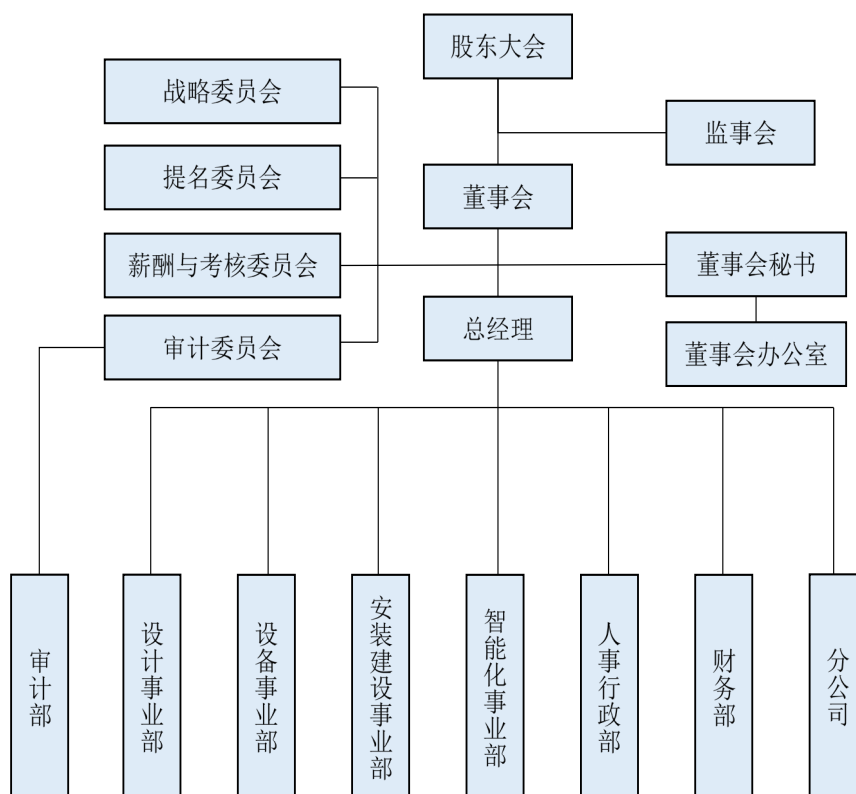 股东大会
战略委员会
监事会
提名委员会
董事会
薪酬与考核委员会
董事会秘书
总经理
审计委员会
董事会办公室
审计部
设计事业部
设备事业部
安装建设事业部
智能化事业部
人事行政部
财务部
分公司